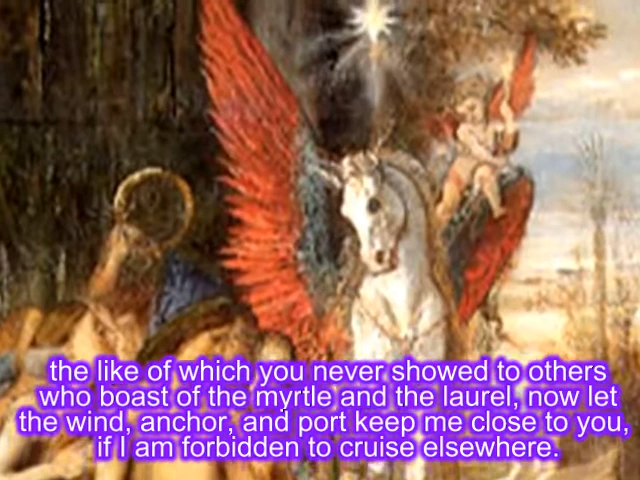 the like of which you never showed to others
who boast of the myrtle and the laurel, now let
the wind, anchor, and port keep me close to you,
if I am forbidden to cruise elsewhere.